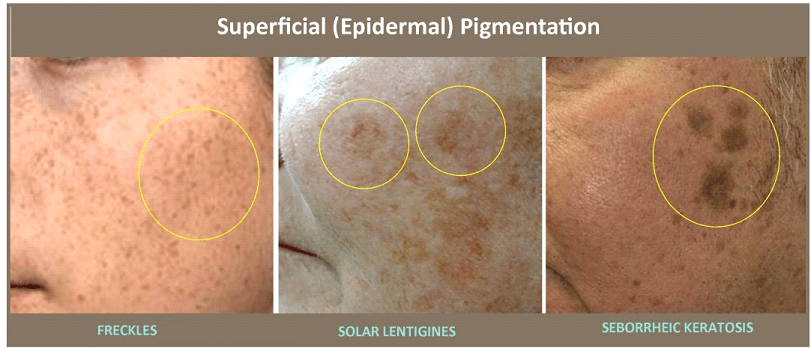 Superficial (Epidermal) Pigmentation
FRECKLES
SOLAR LENTIGINES
SEBORRHEIC KERATOSIS